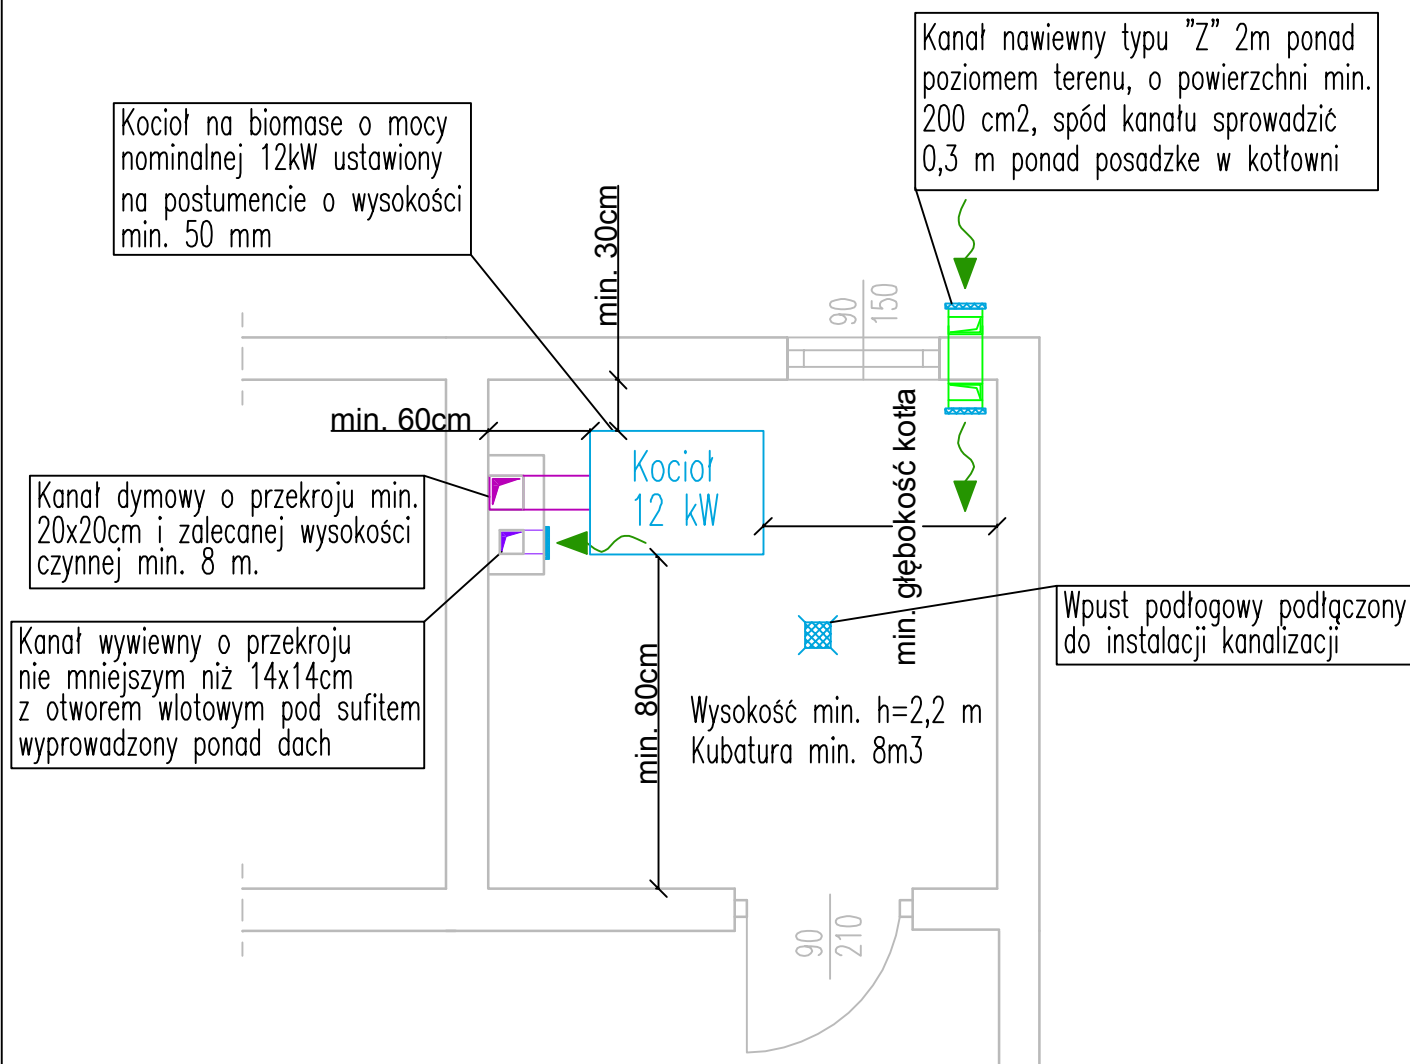 Kanał nawiewny typu "Z" 2m ponad
poziomem terenu, o powierzchni min.
200 cm2, spód kanału sprowadzić
0,3 m ponad posadzke w kotłowni
Kocioł na biomase o mocy
nominalnej 12kW ustawiony
na postumencie o wysokości
min. 50 mm
min. 30cm
90
150
min. 60cm
Kocioł
12 kW
min. głębokość kotła
Kanał dymowy o przekroju min.
20x20cm i zalecanej wysokości
czynnej min. 8 m.
Wpust podłogowy podłączony
do instalacji kanalizacji
Kanał wywiewny o przekroju
nie mniejszym niż 14x14cm
z otworem wlotowym pod sufitem
wyprowadzony ponad dach
min. 80cm
Wysokość min. h=2,2 m
Kubatura min. 8m3
90
210